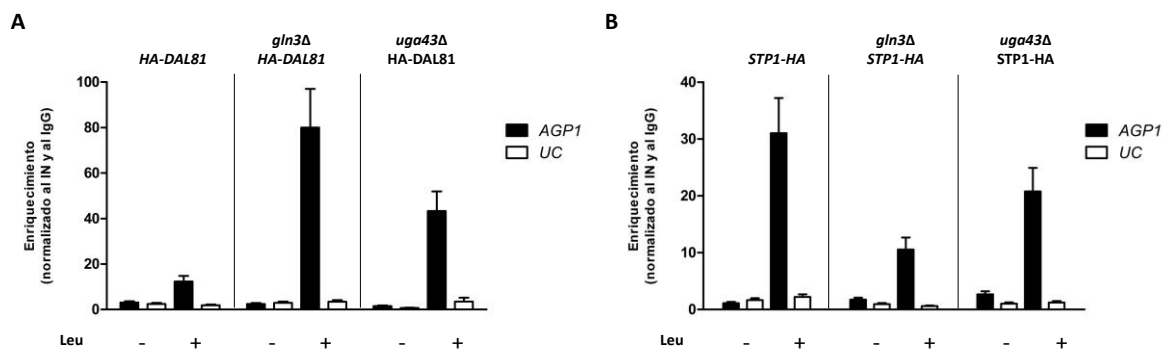 A
HA-DAL81
gln3Δ
HA-DAL81
uga43Δ
HA-DAL81
Enriquecimiento
(normalizado al IN y al IgG)
100
80
60
40
20
0
AGP1
UC
Leu - + - + - +
B
STP1-HA
gln3Δ
STP1-HA
uga43Δ
STP1-HA
Enriquecimiento
(normalizado al IN y al IgG)
40
30
20
10
0
AGP1
UC
Leu - + - + - +